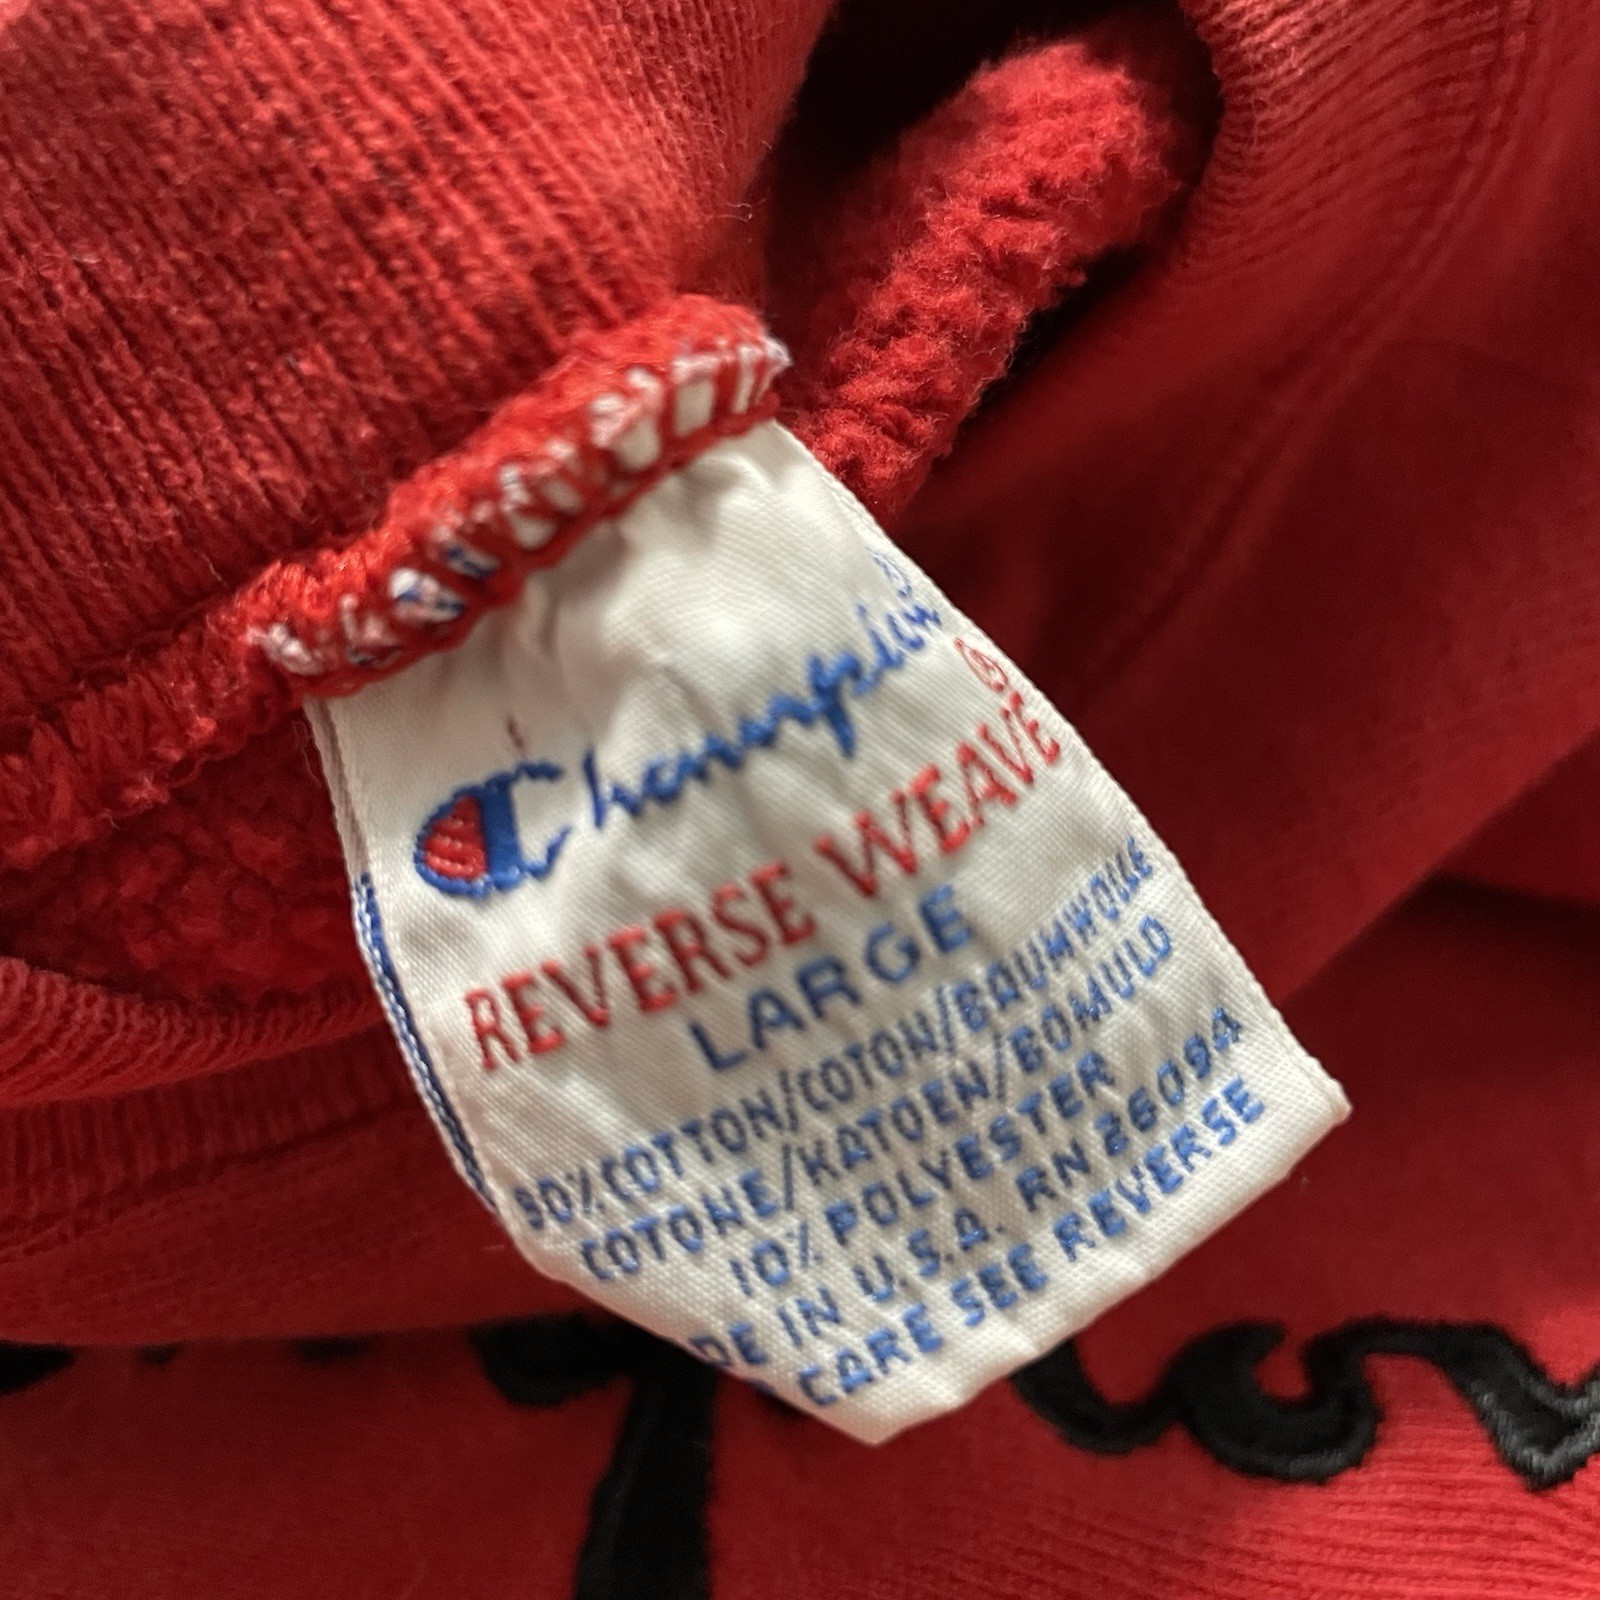 Champion®
REVERSE WEAVE®
LARGE
90% COTTON/COTON/BAUMWOLLE
COTONE/KATOEN/BOMULD
10% POLYESTER
DE IN U.S.A. RN 26094
CARE SEE REVERSE